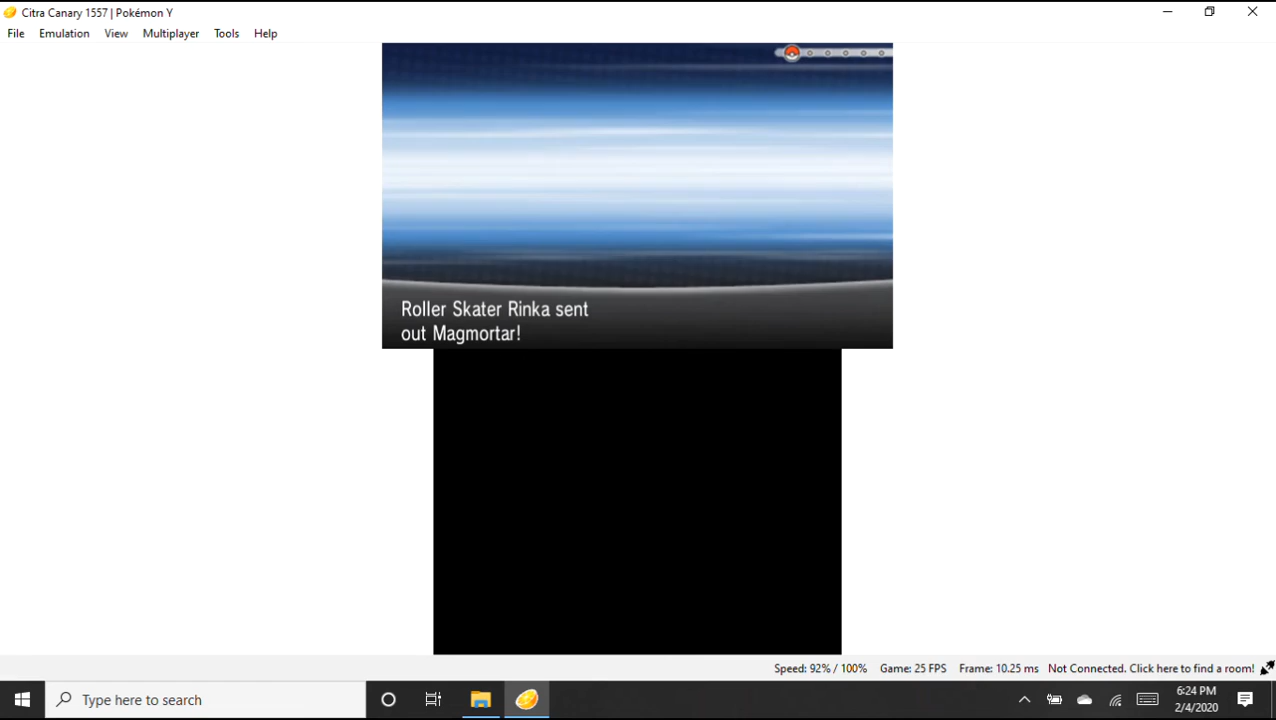 Citra Canary 1557 | Pokémon Y
File Emulation View Multiplayer Tools Help
Roller Skater Rinka sent
out Magmortar!
Speed: 92% / 100% Game: 25 FPS Frame: 10.25 ms Not Connected. Click here to find a room!
Type here to search
6:24 PM
2/4/2020